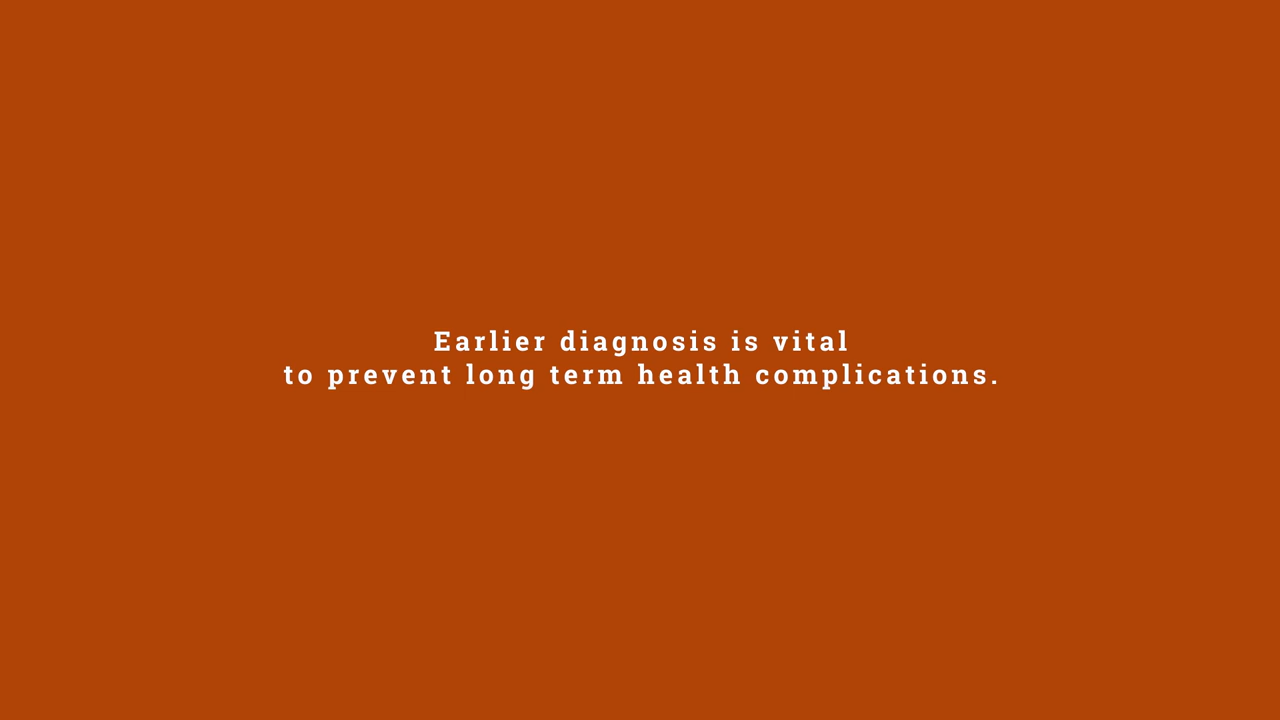 Earlier diagnosis is vital
to prevent long term health complications.